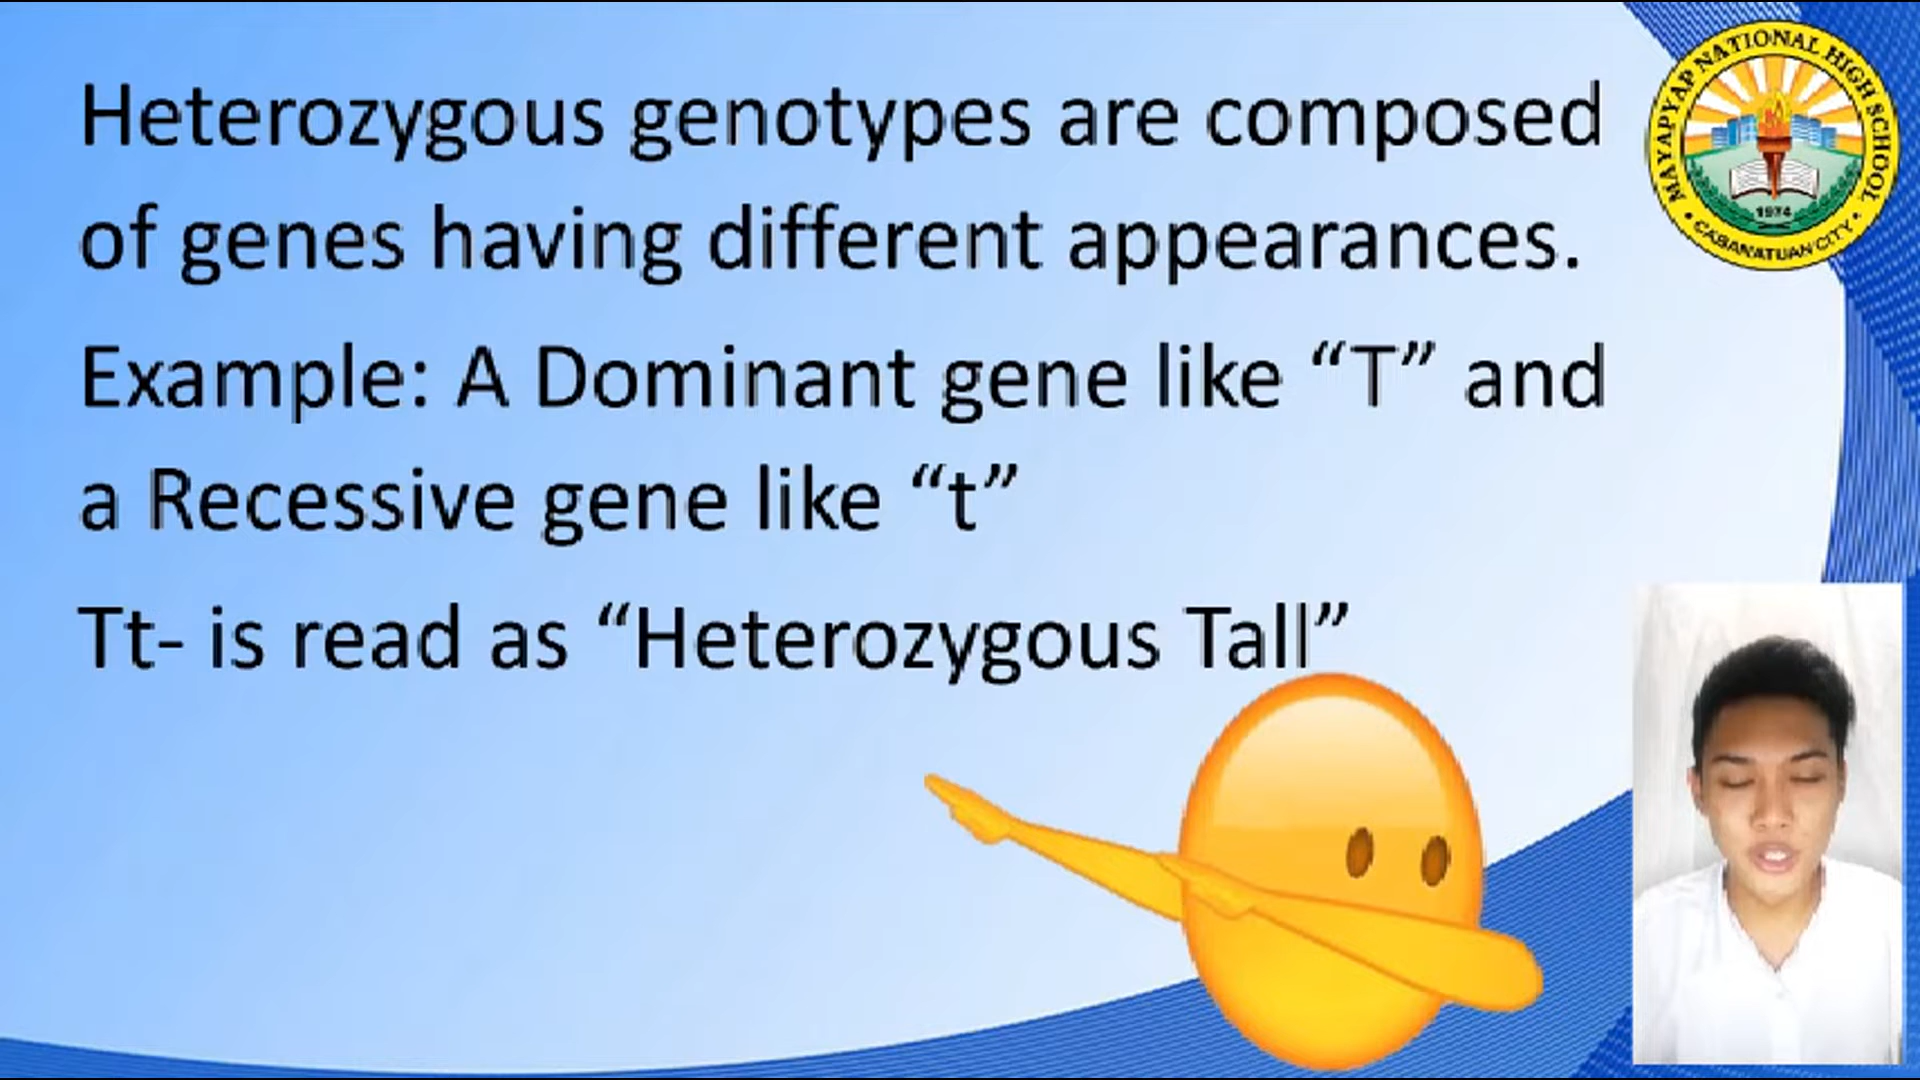 Heterozygous genotypes are composed
of genes having different appearances.
Example: A Dominant gene like “T” and
a Recessive gene like “t”
Tt- is read as “Heterozygous Tall”
MAYAPYAP NATIONAL HIGH SCHOOL
1974
CABANATUAN CITY